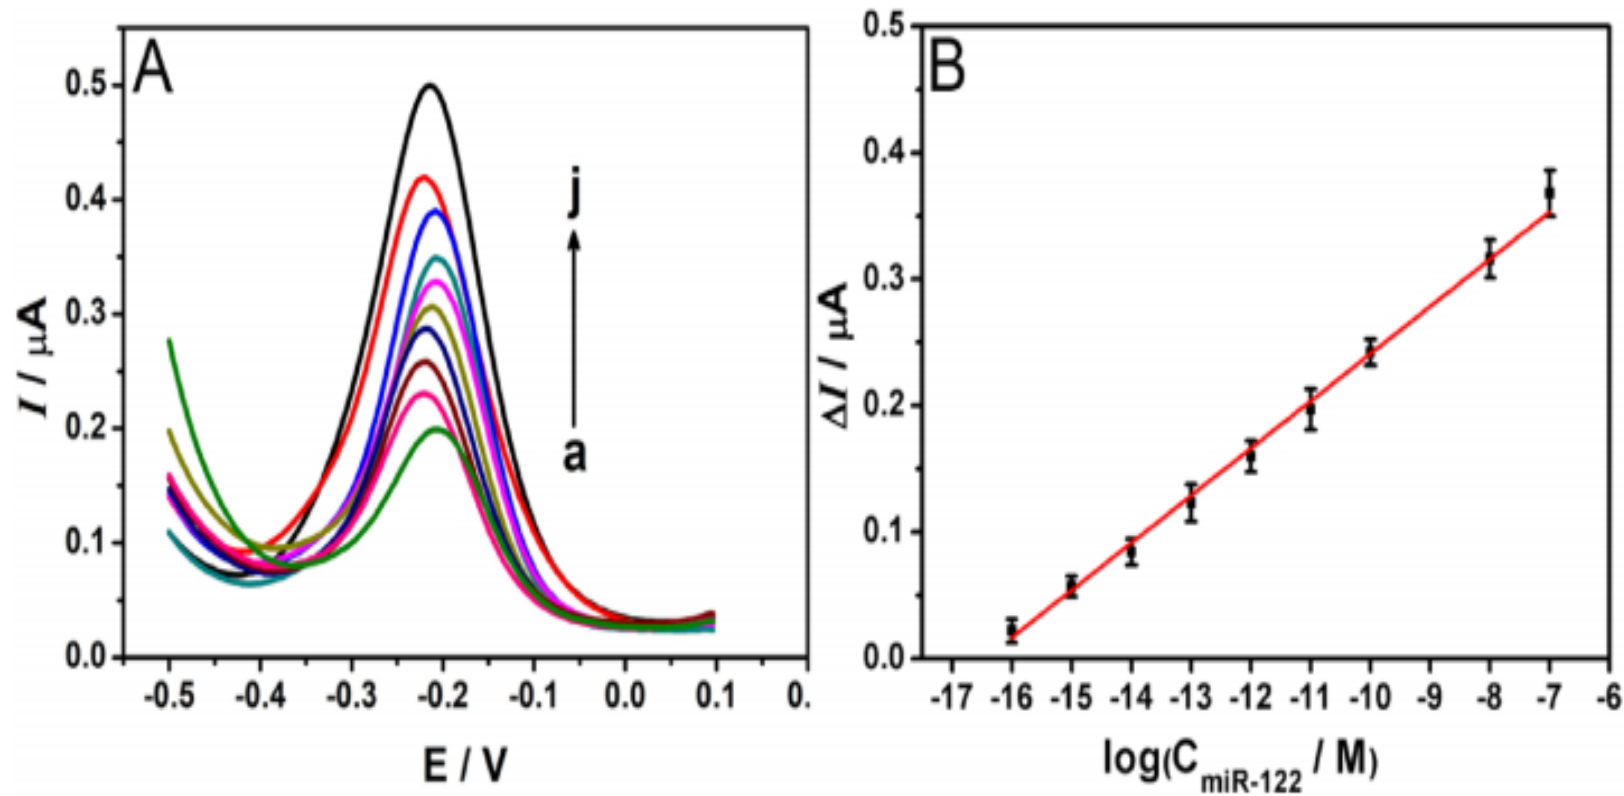 A
I / μA
0.5
0.4
0.3
0.2
0.1
0.0
j
a
-0.5 -0.4 -0.3 -0.2 -0.1 0.0 0.1 0.
E / V
B
ΔI / μA
0.5
0.4
0.3
0.2
0.1
0.0
-17 -16 -15 -14 -13 -12 -11 -10 -9 -8 -7 -6
log(CmiR-122 / M)